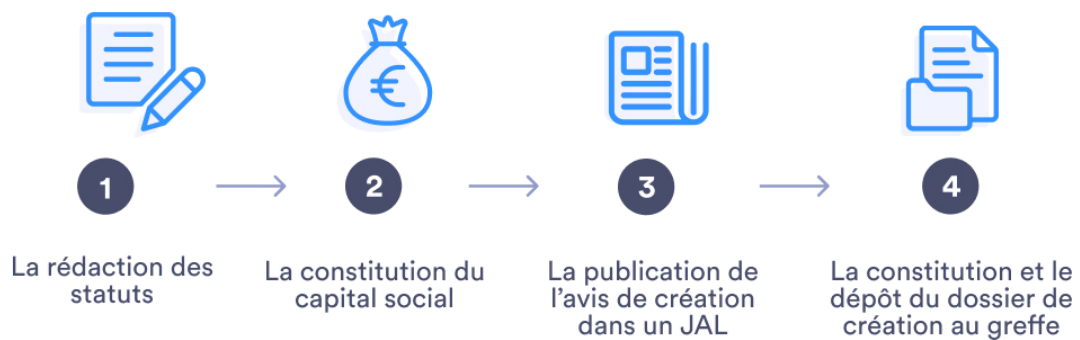 €
1
2
3
4
La rédaction des
statuts
La constitution du
capital social
La publication de
l'avis de création
dans un JAL
La constitution et le
dépôt du dossier de
création au greffe